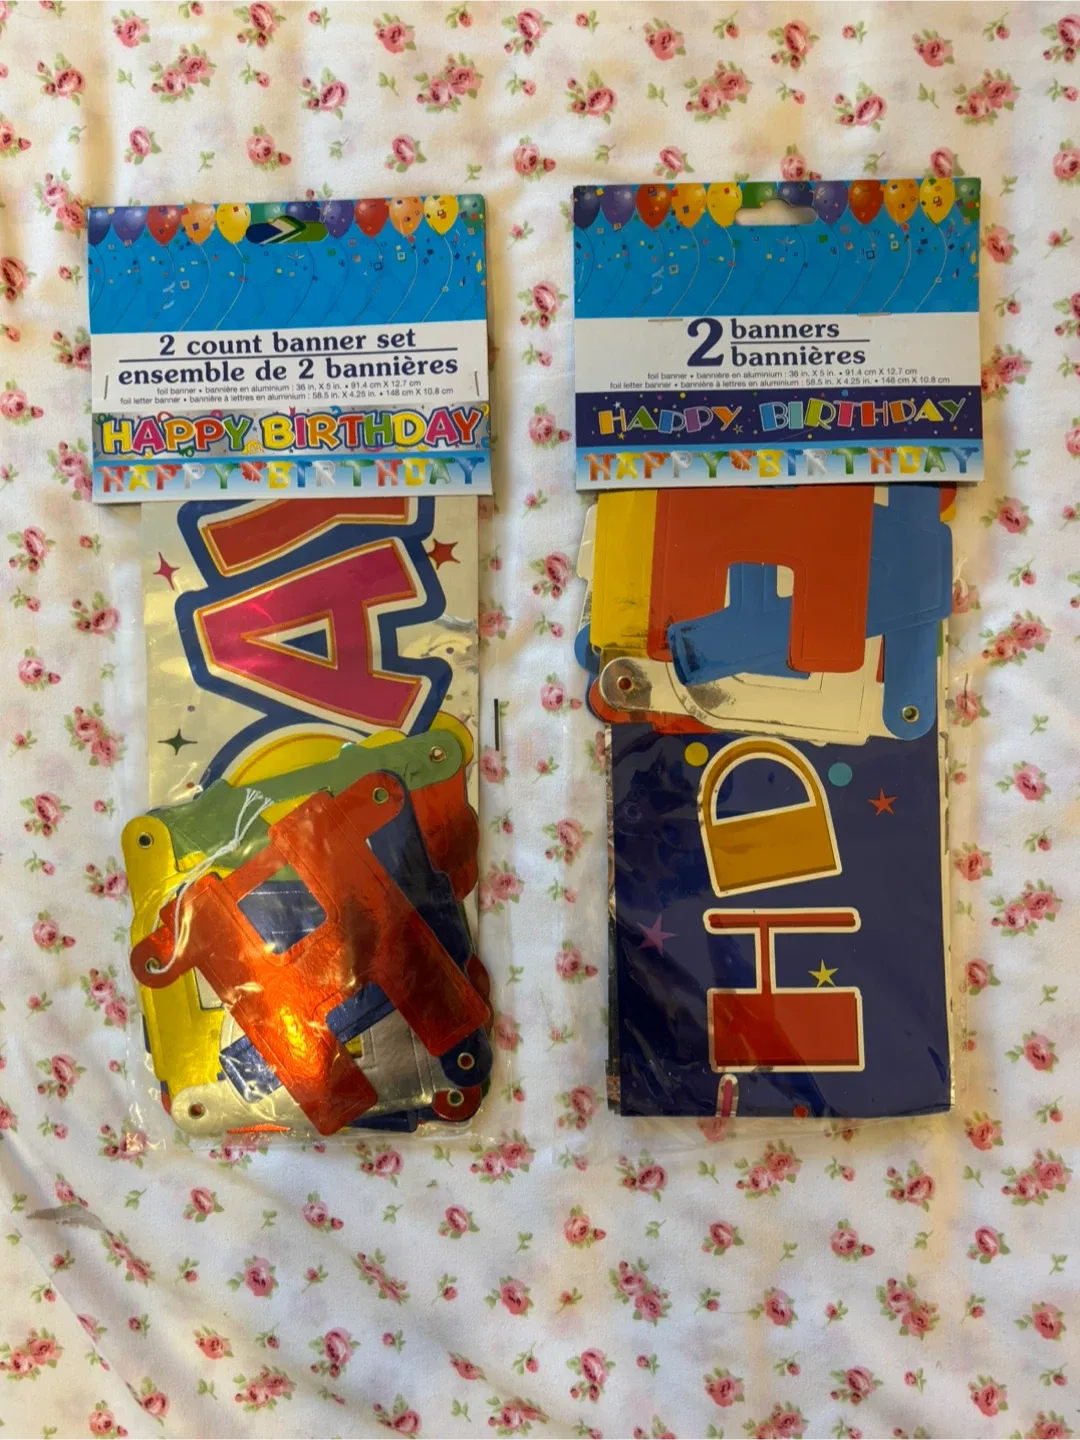 2 count banner set
ensemble de 2 bannières
foil banner • bannière en aluminium : 36 in. X 5 in. • 91.4 cm X 12.7 cm
foil letter banner • bannière à lettres en aluminium : 58.5 in. X 4.25 in. • 148 cm X 10.8 cm
HAPPY BIRTHDAY
HAPPY BIRTHDAY
AY
2 banners
bannières
foil banner • bannière en aluminium : 36 in. X 5 in. • 91.4 cm X 12.7 cm
foil letter banner • bannière à lettres en aluminium : 58.5 in. X 4.25 in. • 148 cm X 10.8 cm
HAPPY BIRTHDAY
HAPPY BIRTHDAY
HD